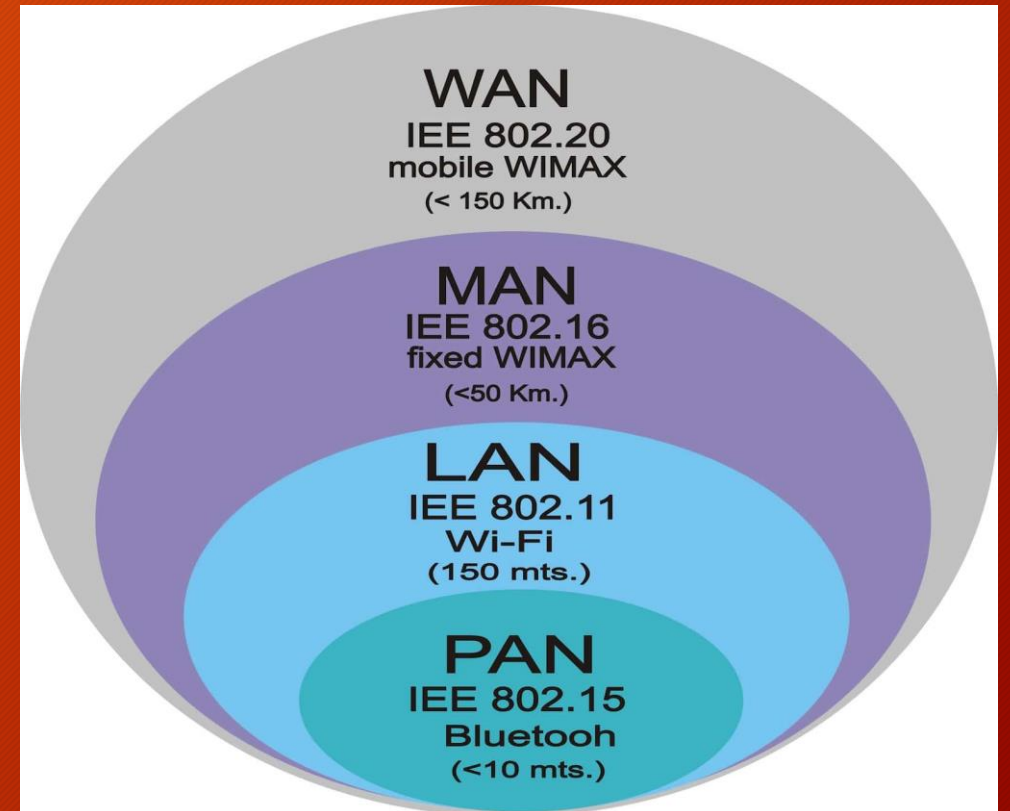 WAN
IEE 802.20
mobile WIMAX
(< 150 Km.)
MAN
IEE 802.16
fixed WIMAX
(<50 Km.)
LAN
IEE 802.11
Wi-Fi
(150 mts.)
PAN
IEE 802.15
Bluetooh
(<10 mts.)